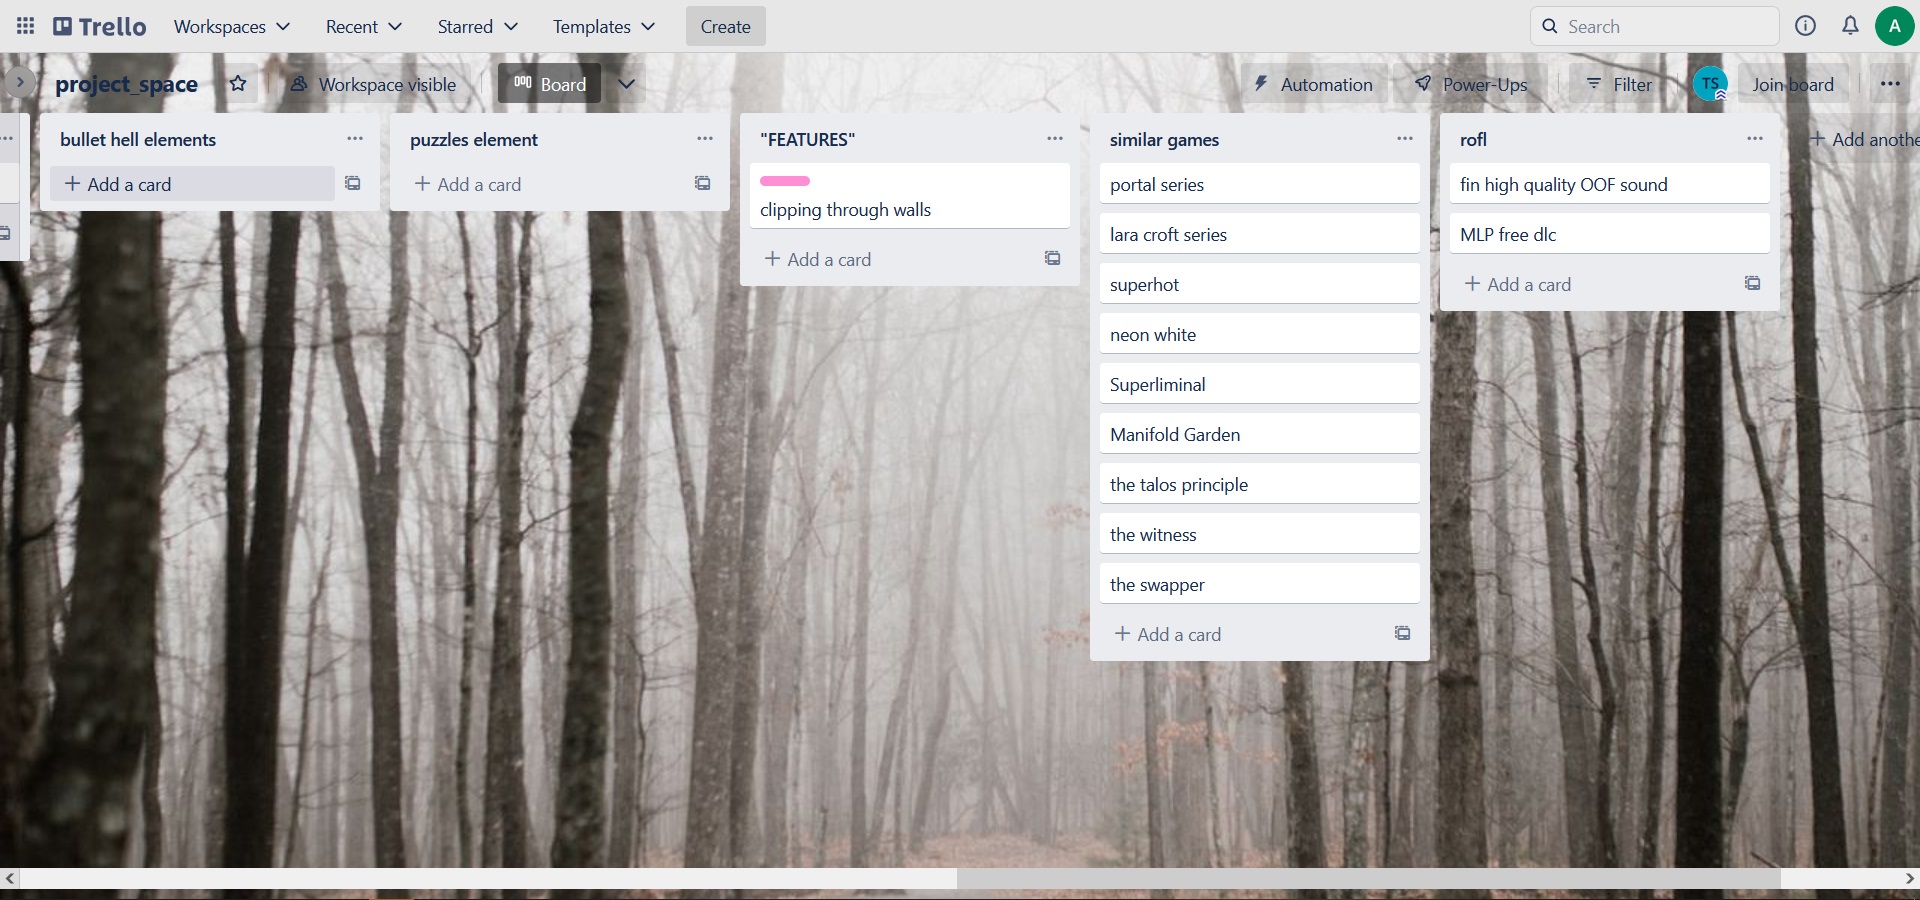 Trello
Workspaces
Recent
Starred
Templates
Create
Search
A
project_space
Workspace visible
Board
Automation
Power-Ups
Filter
TS
Join board
bullet hell elements
+ Add a card
puzzles element
+ Add a card
"FEATURES"
clipping through walls
+ Add a card
similar games
portal series
lara croft series
superhot
neon white
Superliminal
Manifold Garden
the talos principle
the witness
the swapper
+ Add a card
rofl
fin high quality OOF sound
MLP free dlc
+ Add a card
+ Add anothe